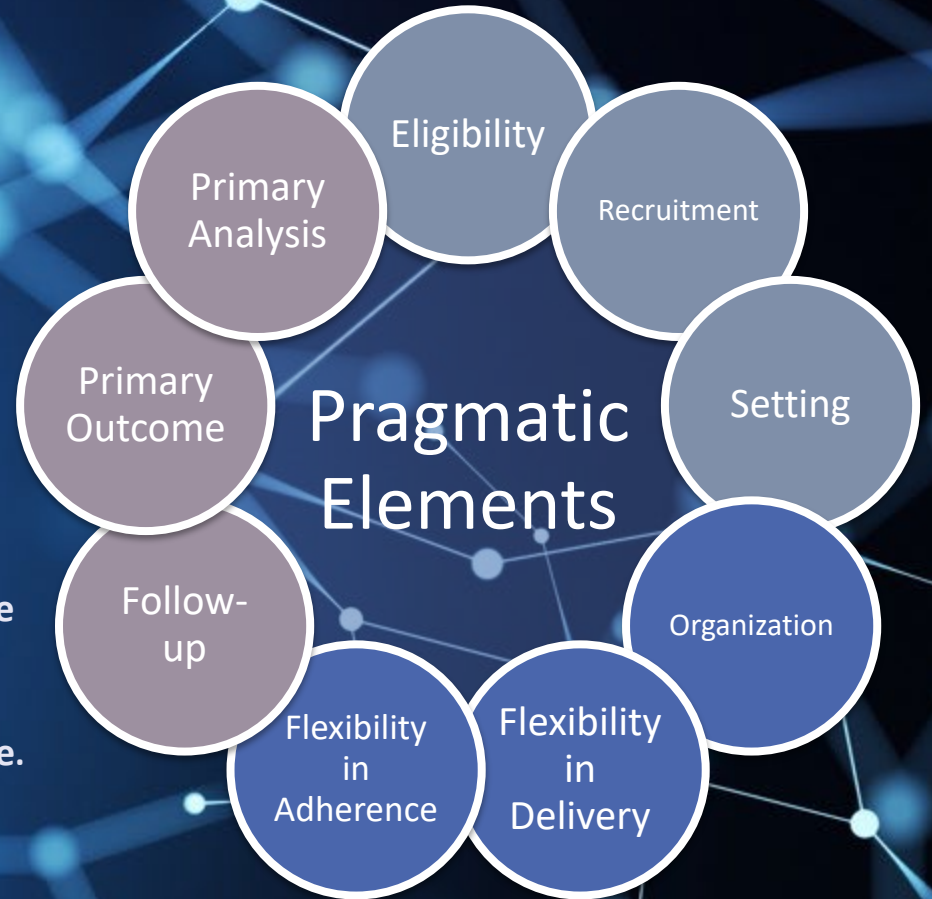 Eligibility
Recruitment
Setting
Organization
Flexibility
in
Delivery
Flexibility
in
Adherence
Follow-
up
Primary
Outcome
Primary
Analysis
Pragmatic
Elements
e.